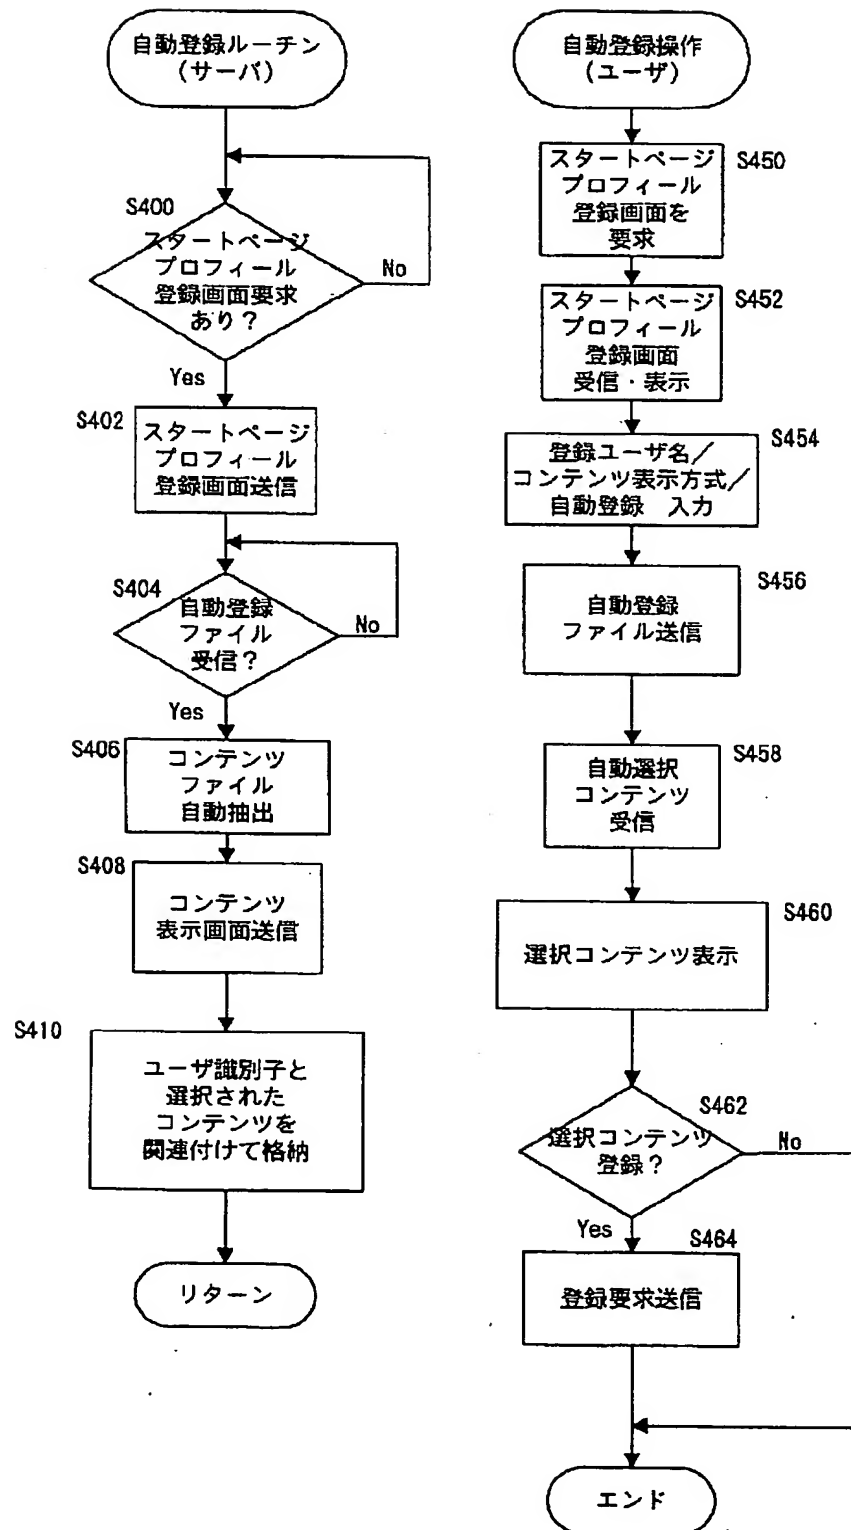 自動登録ルーチン
(サーバ)
S400
スタートページ
プロフィール
登録画面要求
あり?
No
Yes
S402
スタートページ
プロフィール
登録画面送信
S404
自動登録
ファイル
受信?
No
Yes
S406
コンテンツ
ファイル
自動抽出
S408
コンテンツ
表示画面送信
S410
ユーザ識別子と
選択された
コンテンツを
関連付けて格納
リターン
自動登録操作
(ユーザ)
S450
スタートページ
プロフィール
登録画面を
要求
S452
スタートページ
プロフィール
登録画面
受信・表示
S454
登録ユーザ名/
コンテンツ表示方式/
自動登録 入力
S456
自動登録
ファイル送信
S458
自動選択
コンテンツ
受信
S460
選択コンテンツ表示
S462
選択コンテンツ
登録?
No
Yes
S464
登録要求送信
エンド